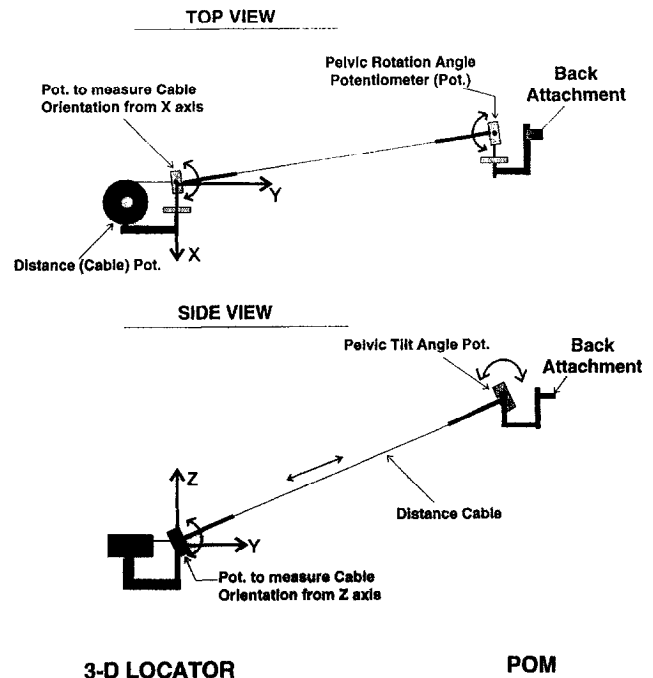 TOP VIEW
Pelvic Rotation Angle
Potentiometer (Pot.)
Back
Attachment
Pot. to measure Cable
Orientation from X axis
Y
X
Distance (Cable) Pot.
SIDE VIEW
Pelvic Tilt Angle Pot.
Back
Attachment
Z
Distance Cable
Y
Pot. to measure Cable
Orientation from Z axis
3-D LOCATOR
POM